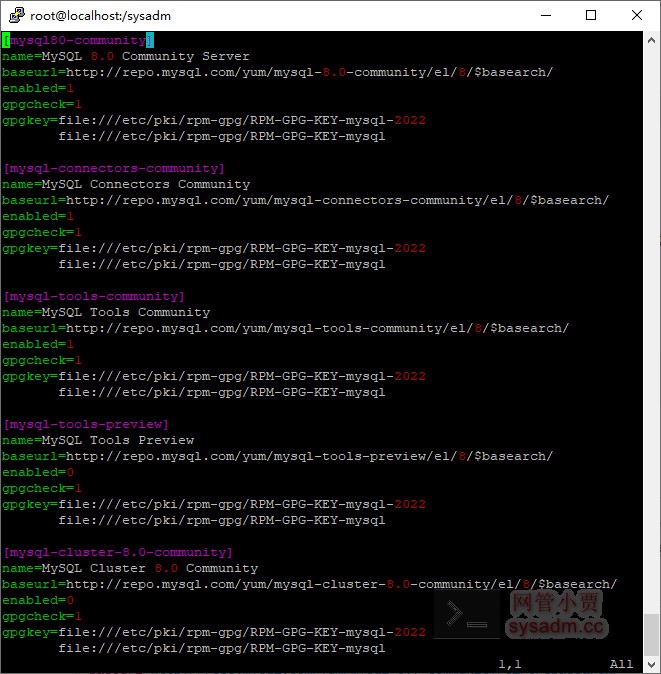 root@localhost:/sysadm
[mysql80-community]
name=MySQL 8.0 Community Server
baseurl=http://repo.mysql.com/yum/mysql-8.0-community/el/8/$basearch/
enabled=1
gpgcheck=1
gpgkey=file:///etc/pki/rpm-gpg/RPM-GPG-KEY-mysql-2022
       file:///etc/pki/rpm-gpg/RPM-GPG-KEY-mysql

[mysql-connectors-community]
name=MySQL Connectors Community
baseurl=http://repo.mysql.com/yum/mysql-connectors-community/el/8/$basearch/
enabled=1
gpgcheck=1
gpgkey=file:///etc/pki/rpm-gpg/RPM-GPG-KEY-mysql-2022
       file:///etc/pki/rpm-gpg/RPM-GPG-KEY-mysql

[mysql-tools-community]
name=MySQL Tools Community
baseurl=http://repo.mysql.com/yum/mysql-tools-community/el/8/$basearch/
enabled=1
gpgcheck=1
gpgkey=file:///etc/pki/rpm-gpg/RPM-GPG-KEY-mysql-2022
       file:///etc/pki/rpm-gpg/RPM-GPG-KEY-mysql

[mysql-tools-preview]
name=MySQL Tools Preview
baseurl=http://repo.mysql.com/yum/mysql-tools-preview/el/8/$basearch/
enabled=0
gpgcheck=1
gpgkey=file:///etc/pki/rpm-gpg/RPM-GPG-KEY-mysql-2022
       file:///etc/pki/rpm-gpg/RPM-GPG-KEY-mysql

[mysql-cluster-8.0-community]
name=MySQL Cluster 8.0 Community
baseurl=http://repo.mysql.com/yum/mysql-cluster-8.0-community/el/8/$basearch/
enabled=0
gpgcheck=1
gpgkey=file:///etc/pki/rpm-gpg/RPM-GPG-KEY-mysql-2022
       file:///etc/pki/rpm-gpg/RPM-GPG-KEY-mysql
网管小贾
sysadm.cc
1,1 All